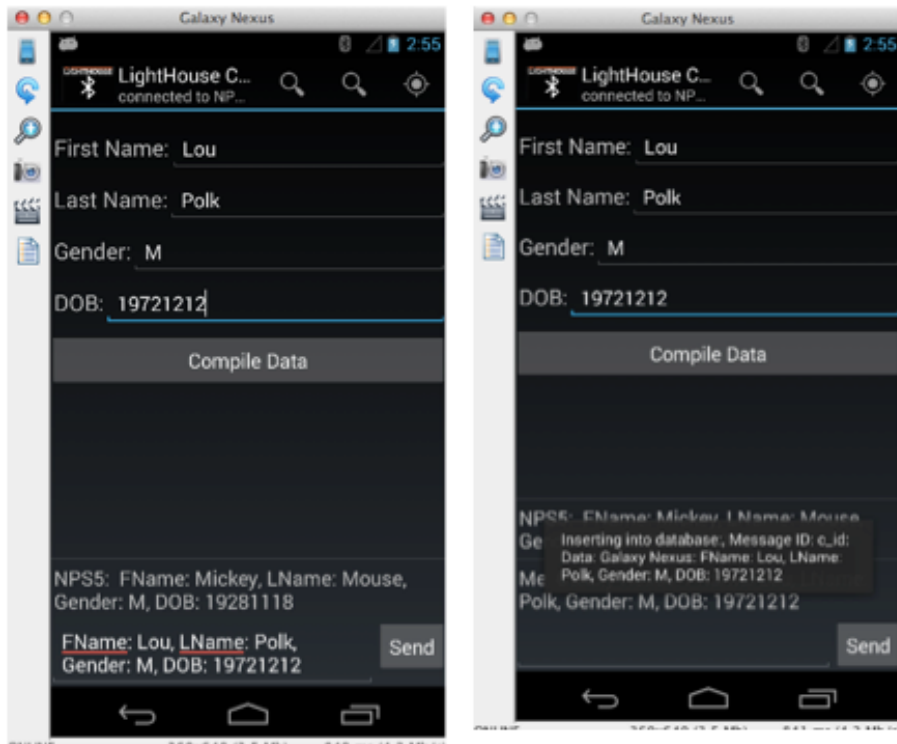 Galaxy Nexus
2:55
LIGHTHOUSE
LightHouse C...
connected to NP...
First Name: Lou
Last Name: Polk
Gender: M
DOB: 19721212
Compile Data
NPS5: FName: Mickey, LName: Mouse,
Gender: M, DOB: 19281118
FName: Lou, LName: Polk,
Gender: M, DOB: 19721212
Send
Galaxy Nexus
2:55
LIGHTHOUSE
LightHouse C...
connected to NP...
First Name: Lou
Last Name: Polk
Gender: M
DOB: 19721212
Compile Data
NPS5: FName: Mickey, LName: Mouse,
Ge
Inserting into database:, Message ID: c_id:
Data: Galaxy Nexus: FName: Lou, LName:
Polk, Gender: M, DOB: 19721212
Me
Polk, Gender: M, DOB: 19721212
Send